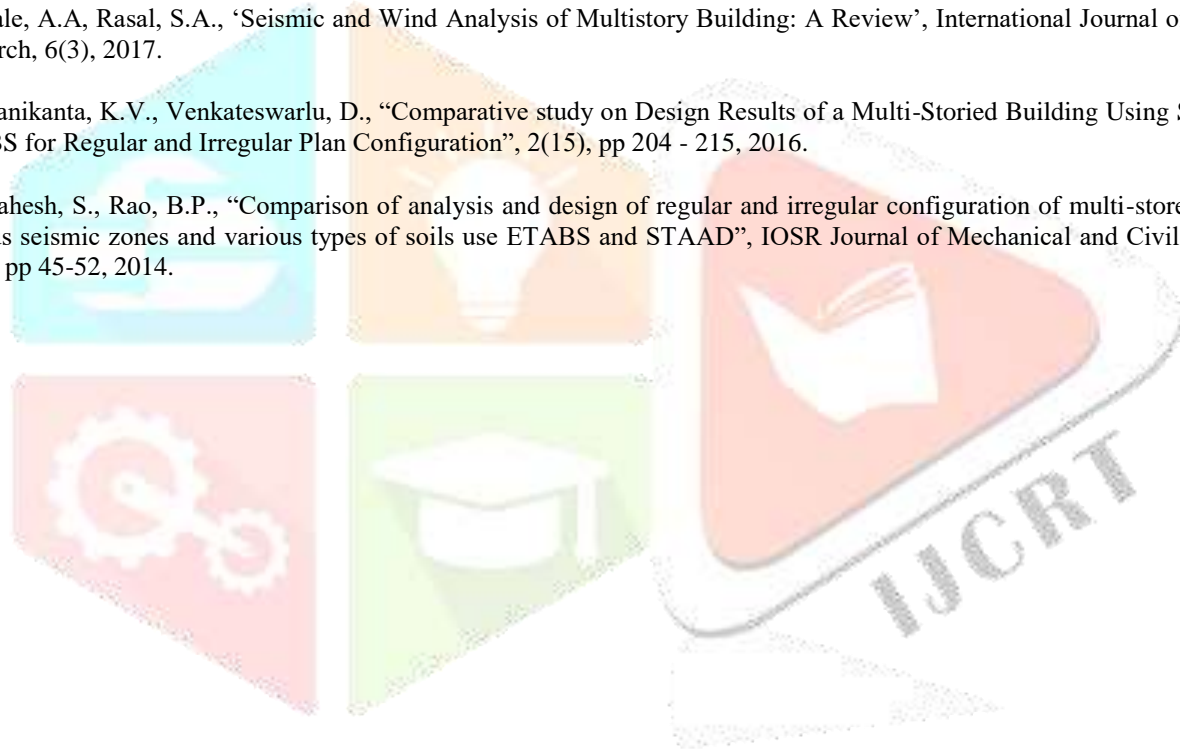 ale, A.A, Rasal, S.A., ‘Seismic and Wind Analysis of Multistory Building: A Review’, International Journal o
rch, 6(3), 2017.
anikanta, K.V., Venkateswarlu, D., “Comparative study on Design Results of a Multi-Storied Building Using S
BS for Regular and Irregular Plan Configuration”, 2(15), pp 204 - 215, 2016.
ahesh, S., Rao, B.P., “Comparison of analysis and design of regular and irregular configuration of multi-store
s seismic zones and various types of soils use ETABS and STAAD”, IOSR Journal of Mechanical and Civil
pp 45-52, 2014.
IJCRT